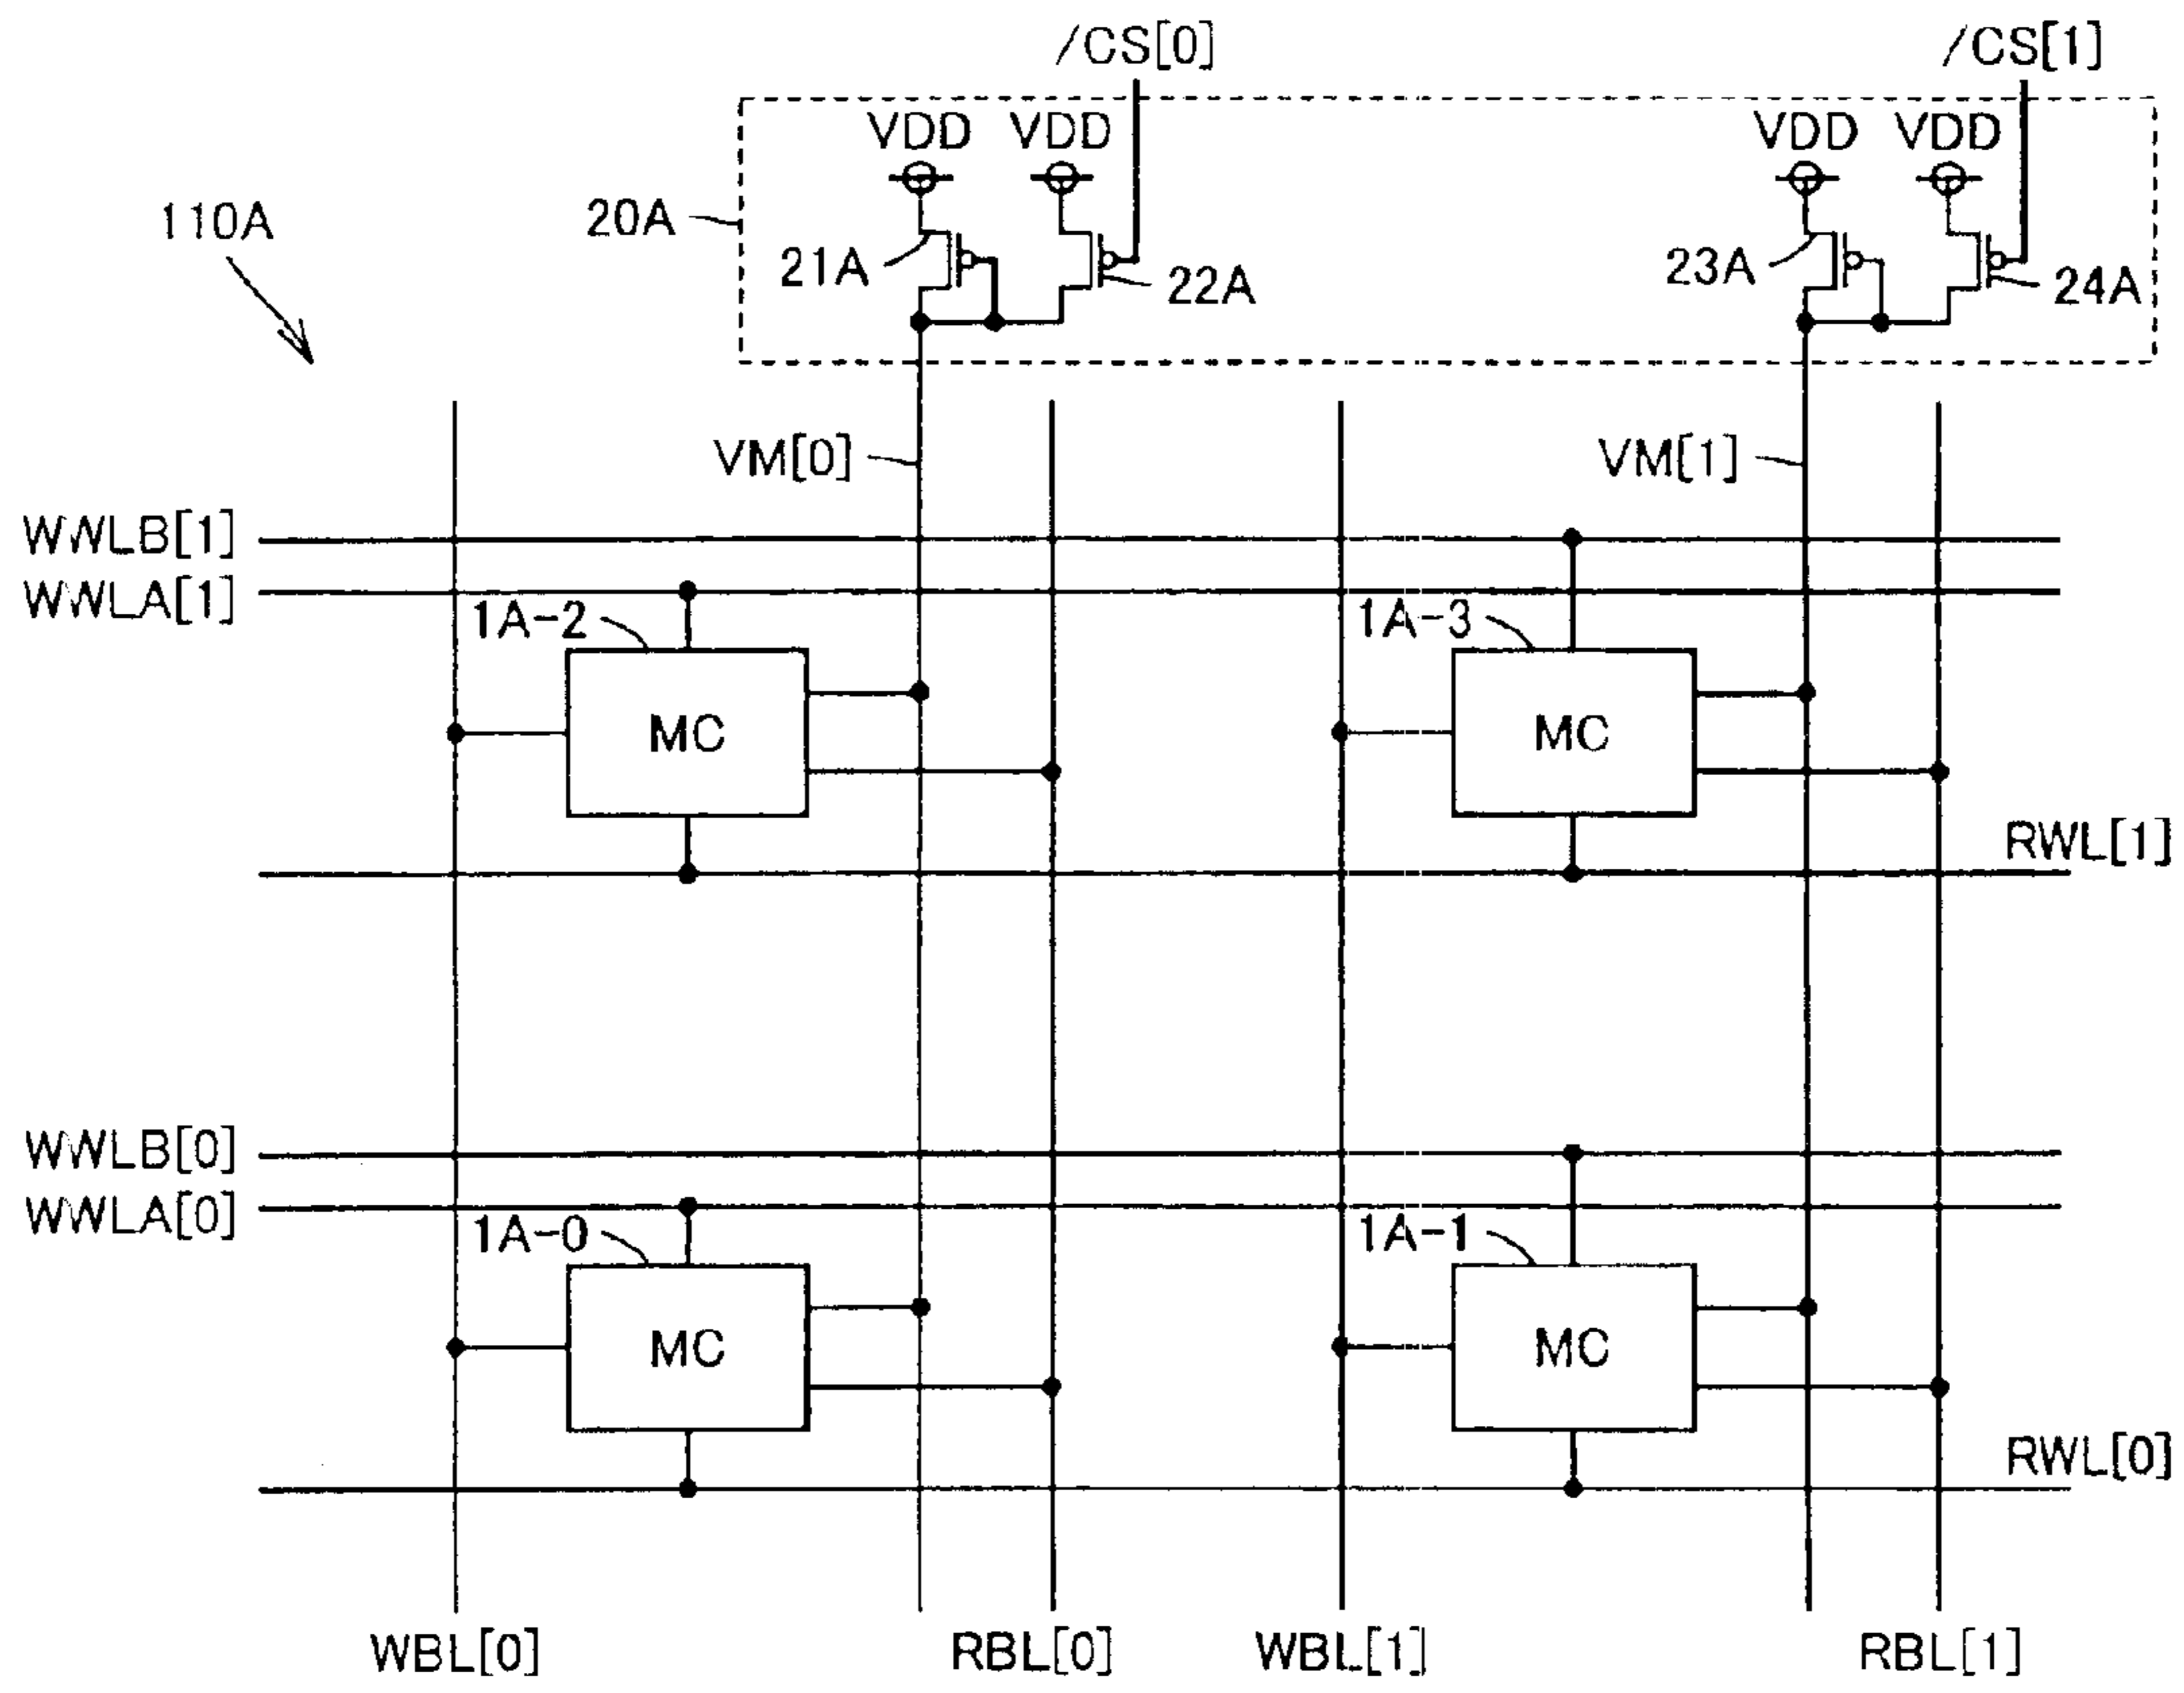 /CS[0] /CS[1]
VDD VDD VDD VDD
110A 20A
21A 22A 23A 24A
VM[0] VM[1]
WWLB[1]
WWLA[1]
1A-2 1A-3
MC MC
RWL[1]
WWLB[0]
WWLA[0]
1A-0 1A-1
MC MC
RWL[0]
WBL[0] RBL[0] WBL[1] RBL[1]